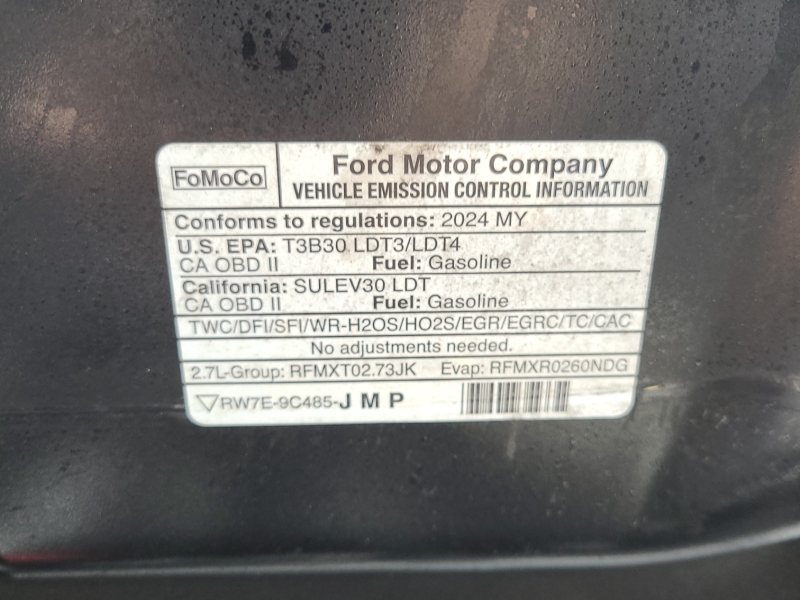 FoMoCo
Ford Motor Company
VEHICLE EMISSION CONTROL INFORMATION
Conforms to regulations: 2024 MY
U.S. EPA: T3B30 LDT3/LDT4
CA OBD II Fuel: Gasoline
California: SULEV30 LDT
CA OBD II Fuel: Gasoline
TWC/DFI/SFI/WR-H2OS/HO2S/EGR/EGRC/TC/CAC
No adjustments needed.
2.7L-Group: RFMXT02.73JK Evap: RFMXR0260NDG
RW7E-9C485-J M P